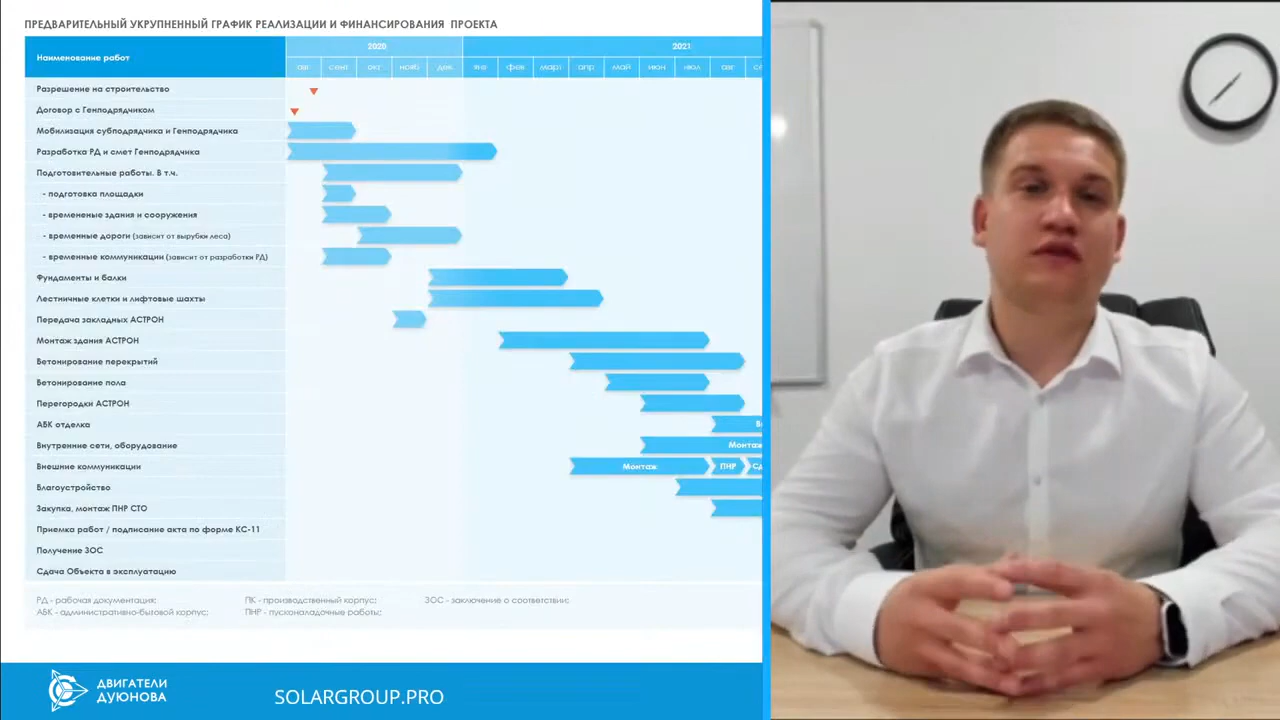 ПРЕДВАРИТЕЛЬНЫЙ УКРУПНЕННЫЙ ГРАФИК РЕАЛИЗАЦИИ И ФИНАНСИРОВАНИЯ ПРОЕКТА
Наименование работ
2020
2021
авг сент окт нояб дек янв фев март апр май июн июл авг
Разрешение на строительство
Договор с Генподрядчиком
Мобилизация субподрядчика и Генподрядчика
Разработка РД и смет Генподрядчика
Подготовительные работы. В т.ч.
- подготовка площадки
- временные здания и сооружения
- временные дороги (зависит от вырубки леса)
- временные коммуникации (зависит от разработки РД)
Фундаменты и балки
Лестничные клетки и лифтовые шахты
Передача закладных АСТРОН
Монтаж здания АСТРОН
Бетонирование перекрытий
Бетонирование пола
Перегородки АСТРОН
АБК отделка
Внутренние сети, оборудование
Монтаж
Внешние коммуникации
Монтаж ПНР Сд
Благоустройство
Закупка, монтаж ПНР СТО
Приемка работ / подписание акта по форме КС-11
Получение ЗОС
Сдача Объекта в эксплуатацию
РД - рабочая документация; ПК - производственный корпус; ЗОС - заключение о соответствии;
АБК - административно-бытовой корпус; ПНР - пусконаладочные работы;
ДВИГАТЕЛИ
ДУЮНОВА
SOLARGROUP.PRO